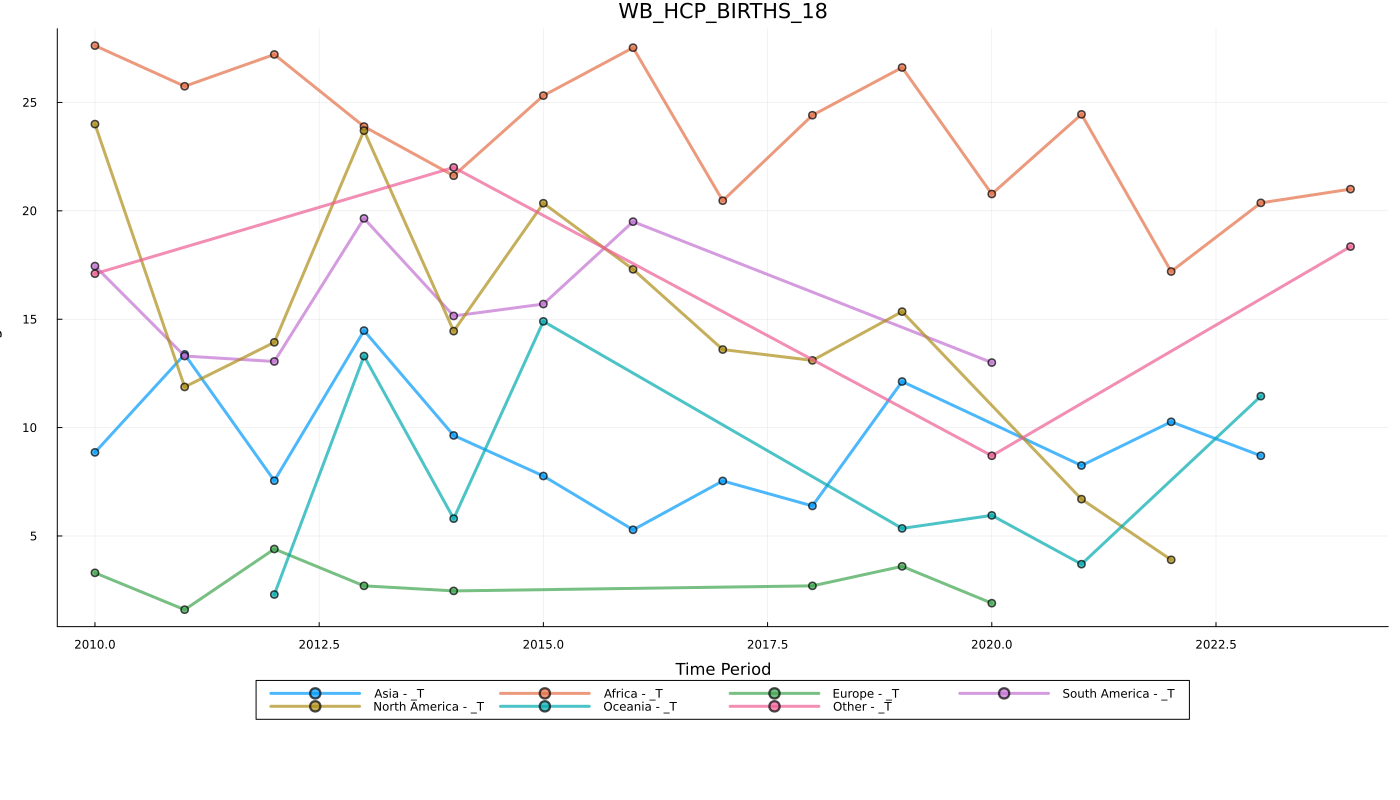 WB_HCP_BIRTHS_18
25
20
15
10
5
2010.0 2012.5 2015.0 2017.5 2020.0 2022.5
Time Period
Asia - _T Africa - _T Europe - _T South America - _T
North America - _T Oceania - _T Other - _T